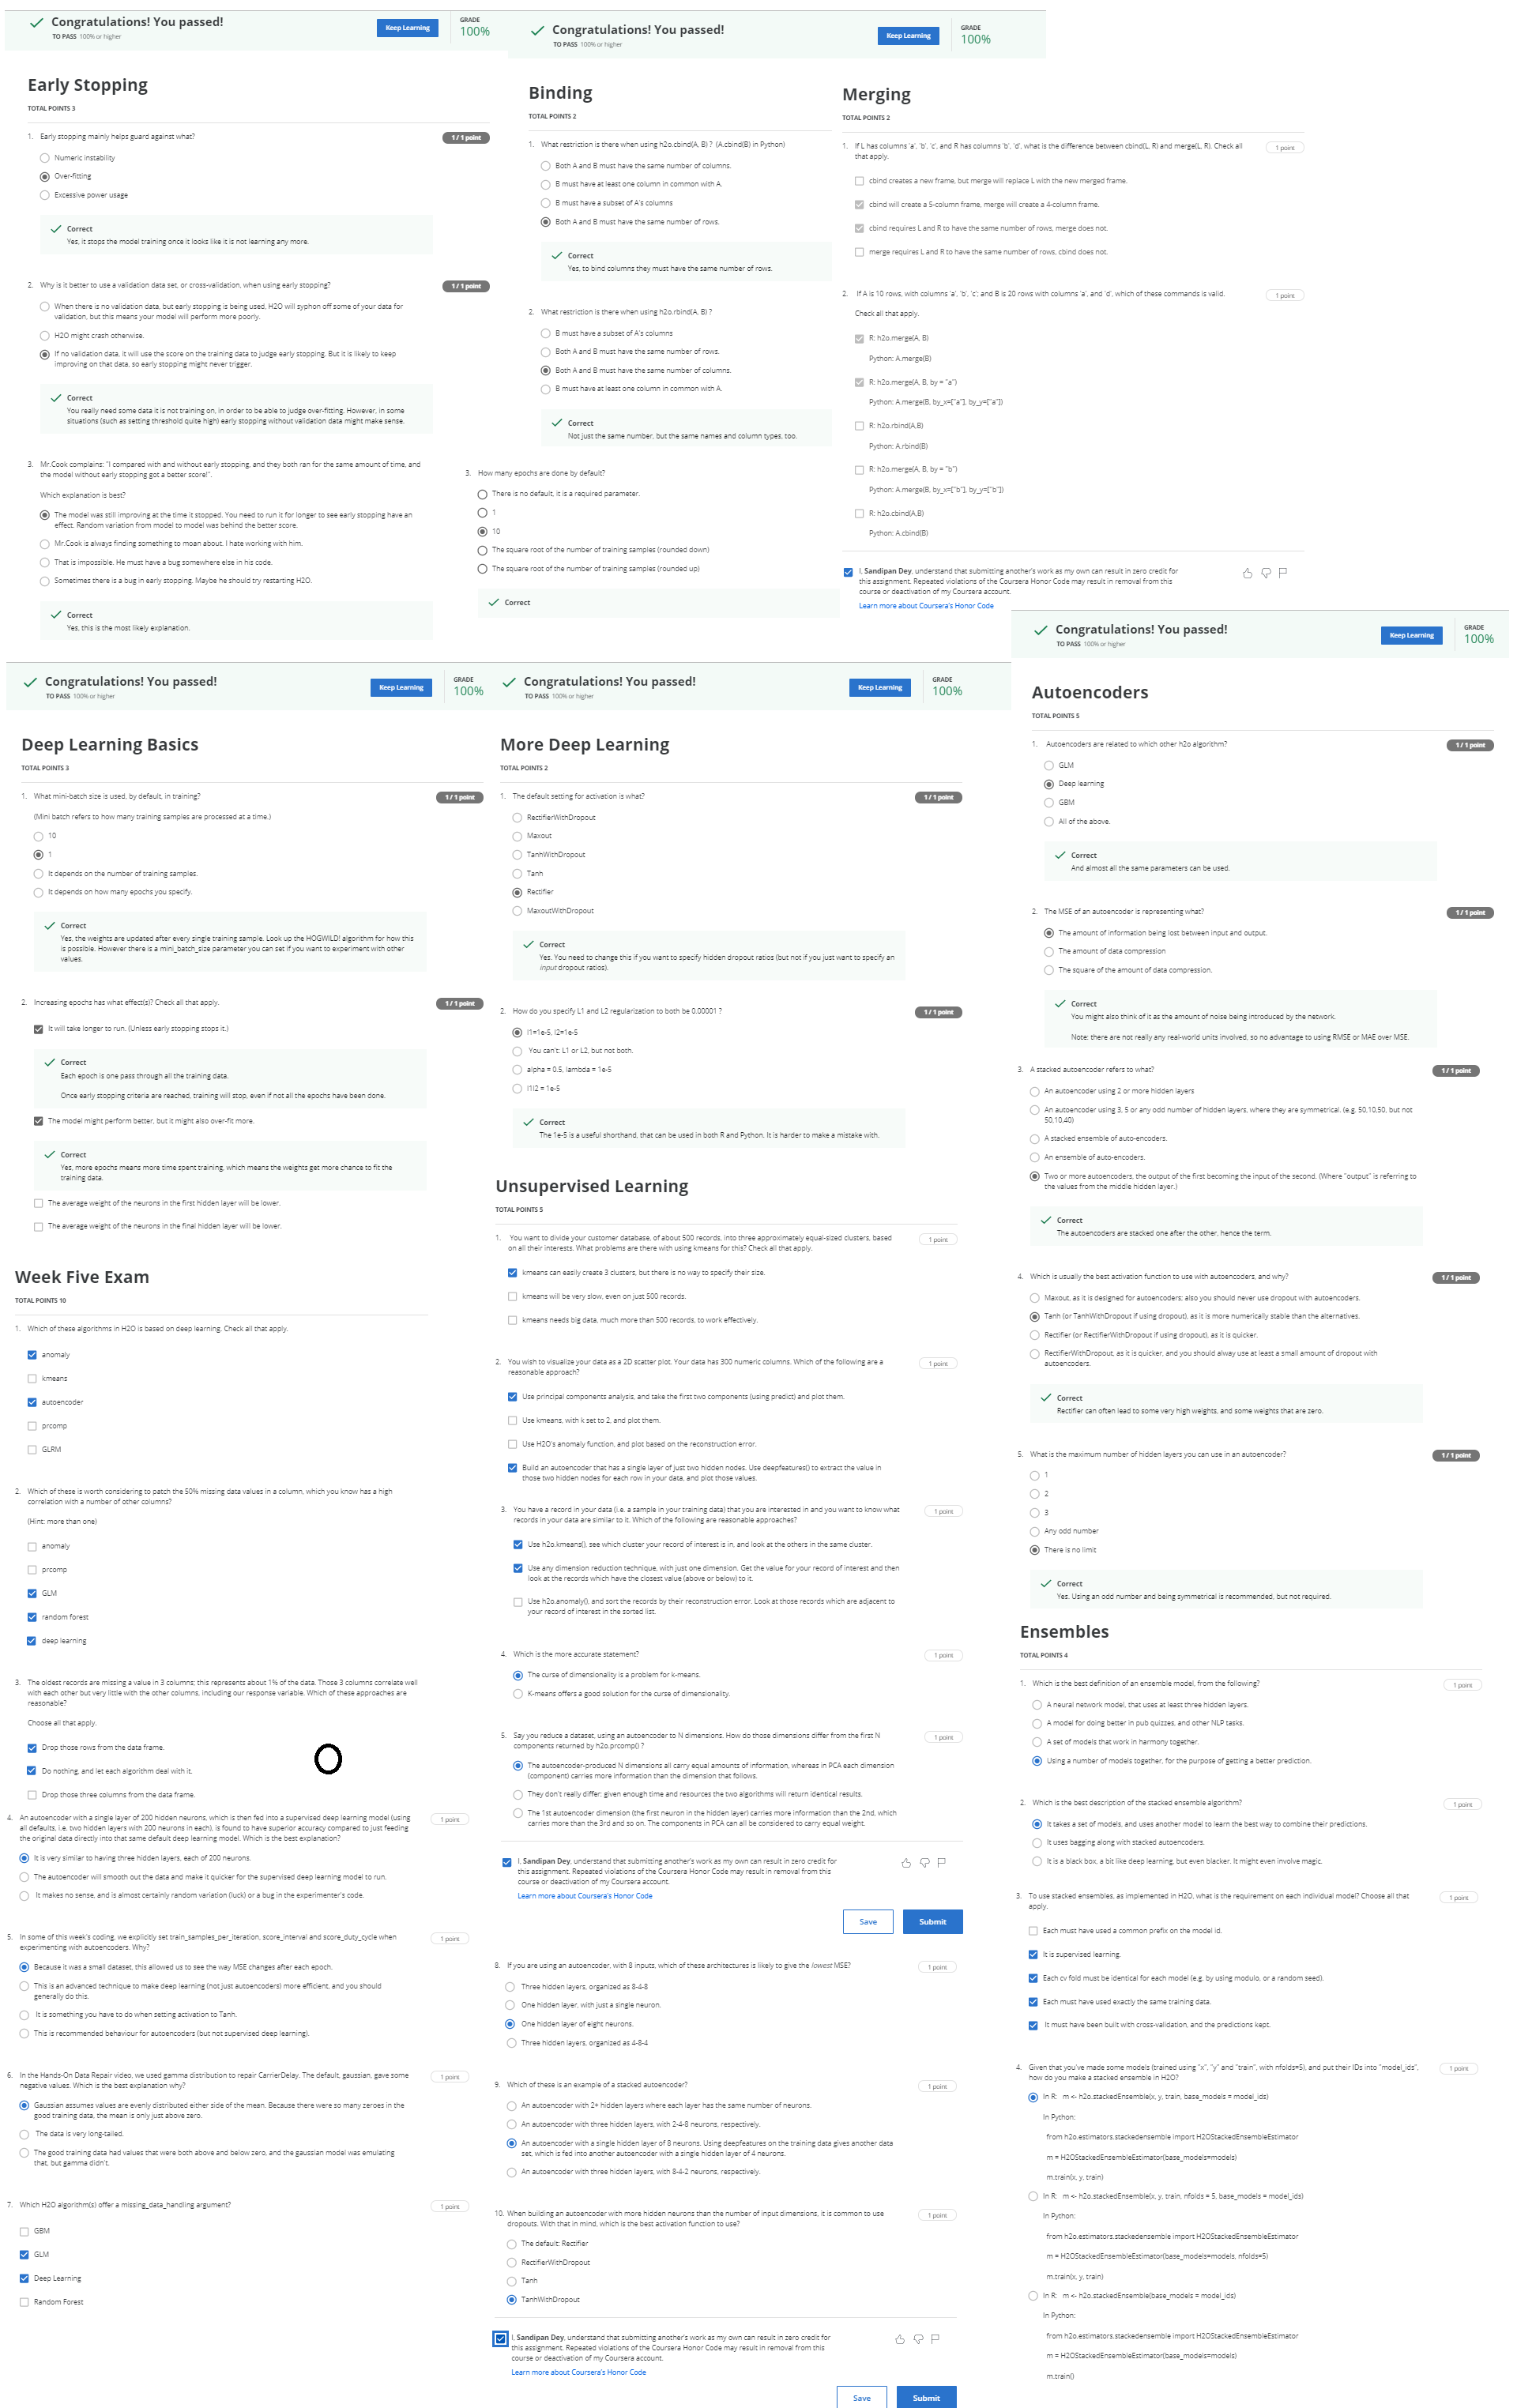 Congratulations! You passed!
TO PASS 100% or higher
Keep Learning
GRADE
100%
Early Stopping
TOTAL POINTS 3
1. Early stopping mainly helps guard against what?
1 / 1 point
Numeric instability
Over-fitting
Excessive power usage
Correct
Yes, it stops the model training once it looks like it is not learning any more.
2. Why is it better to use a validation data set, or cross-validation, when using early stopping?
1 / 1 point
When there is no validation data, but early stopping is being used, H2O will syphon off some of your data for
validation, but this means your model will perform more poorly.
H2O might crash otherwise.
If no validation data, it will use the score on the training data to judge early stopping. But it is likely to keep
improving on that data, so early stopping might never trigger.
Correct
You really need some data it is not training on, in order to be able to judge over-fitting. However, in some
situations (such as setting threshold quite high) early stopping without validation data might make sense.
3. Mr.Cook complains: "I compared with and without early stopping, and they both ran for the same amount of time, and
the model without early stopping got a better score!".
Which explanation is best?
The model was still improving at the time it stopped. You need to run it for longer to see early stopping have an
effect. Random variation from model to model was behind the better score.
Mr.Cook is always finding something to moan about. I hate working with him.
That is impossible. He must have a bug somewhere else in his code.
Sometimes there is a bug in early stopping. Maybe he should try restarting H2O.
Correct
Yes, this is the most likely explanation.
Congratulations! You passed!
TO PASS 100% or higher
Keep Learning
GRADE
100%
Binding
TOTAL POINTS 2
1. What restriction is there when using h2o.cbind(A, B) ? (A.cbind(B) in Python)
Both A and B must have the same number of columns.
B must have at least one column in common with A.
B must have a subset of A's columns
Both A and B must have the same number of rows.
Correct
Yes, to bind columns they must have the same number of rows.
2. What restriction is there when using h2o.rbind(A, B) ?
B must have a subset of A's columns
Both A and B must have the same number of rows.
Both A and B must have the same number of columns.
B must have at least one column in common with A.
Correct
Not just the same number, but the same names and column types, too.
3. How many epochs are done by default?
There is no default, it is a required parameter.
1
10
The square root of the number of training samples (rounded down)
The square root of the number of training samples (rounded up)
Correct
Merging
TOTAL POINTS 2
1. If L has columns 'a', 'b', 'c', and R has columns 'b', 'd', what is the difference between cbind(L, R) and merge(L, R). Check all
that apply.
1 point
cbind creates a new frame, but merge will replace L with the new merged frame.
cbind will create a 5-column frame, merge will create a 4-column frame.
cbind requires L and R to have the same number of rows, merge does not.
merge requires L and R to have the same number of rows, cbind does not.
2. If A is 10 rows, with columns 'a', 'b', 'c'; and B is 20 rows with columns 'a', and 'd', which of these commands is valid.
1 point
Check all that apply.
R: h2o.merge(A, B)
Python: A.merge(B)
R: h2o.merge(A, B, by = "a")
Python: A.merge(B, by_x=["a"], by_y=["a"])
R: h2o.rbind(A,B)
Python: A.rbind(B)
R: h2o.merge(A, B, by = "b")
Python: A.merge(B, by_x=["b"], by_y=["b"])
R: h2o.cbind(A,B)
Python: A.cbind(B)
I, Sandipan Dey, understand that submitting another's work as my own can result in zero credit for
this assignment. Repeated violations of the Coursera Honor Code may result in removal from this
course or deactivation of my Coursera account.
Learn more about Coursera's Honor Code
Congratulations! You passed!
TO PASS 100% or higher
Keep Learning
GRADE
100%
Deep Learning Basics
TOTAL POINTS 3
1. What mini-batch size is used, by default, in training?
1 / 1 point
(Mini batch refers to how many training samples are processed at a time.)
10
1
It depends on the number of training samples.
It depends on how many epochs you specify.
Correct
Yes, the weights are updated after every single training sample. Look up the HOGWILD! algorithm for how this
is possible. However there is a mini_batch_size parameter you can set if you want to experiment with other
values.
2. Increasing epochs has what effect(s)? Check all that apply.
1 / 1 point
It will take longer to run. (Unless early stopping stops it.)
Correct
Each epoch is one pass through all the training data.
Once early stopping criteria are reached, training will stop, even if not all the epochs have been done.
The model might perform better, but it might also over-fit more.
Correct
Yes, more epochs means more time spent training, which means the weights get more chance to fit the
training data.
The average weight of the neurons in the first hidden layer will be lower.
The average weight of the neurons in the final hidden layer will be lower.
Week Five Exam
TOTAL POINTS 10
1. Which of these algorithms in H2O is based on deep learning. Check all that apply.
anomaly
kmeans
autoencoder
prcomp
GLRM
2. Which of these is worth considering to patch the 50% missing data values in a column, which you know has a high
correlation with a number of other columns?
(Hint: more than one)
anomaly
prcomp
GLM
random forest
deep learning
3. The oldest records are missing a value in 3 columns; this represents about 1% of the data. Those 3 columns correlate well
with each other but very little with the other columns, including our response variable. Which of these approaches are
reasonable?
Choose all that apply.
Drop those rows from the data frame.
Do nothing, and let each algorithm deal with it.
Drop those three columns from the data frame.
4. An autoencoder with a single layer of 200 hidden neurons, which is then fed into a supervised deep learning model (using
all defaults, i.e. two hidden layers with 200 neurons in each), is found to have superior accuracy compared to just feeding
the original data directly into that same default deep learning model. Which is the best explanation?
1 point
It is very similar to having three hidden layers, each of 200 neurons.
The autoencoder will smooth out the data and make it quicker for the supervised deep learning model to run.
It makes no sense, and is almost certainly random variation (luck) or a bug in the experimenter's code.
5. In some of this week's coding, we explicitly set train_samples_per_iteration, score_interval and score_duty_cycle when
experimenting with autoencoders. Why?
1 point
Because it was a small dataset, this allowed us to see the way MSE changes after each epoch.
This is an advanced technique to make deep learning (not just autoencoders) more efficient, and you should
generally do this.
It is something you have to do when setting activation to Tanh.
This is recommended behaviour for autoencoders (but not supervised deep learning).
6. In the Hands-On Data Repair video, we used gamma distribution to repair CarrierDelay. The default, gaussian, gave some
negative values. Which is the best explanation why?
1 point
Gaussian assumes values are evenly distributed either side of the mean. Because there were so many zeroes in the
good training data, the mean is only just above zero.
The data is very long-tailed.
The good training data had values that were both above and below zero, and the gaussian model was emulating
that, but gamma didn't.
7. Which H2O algorithm(s) offer a missing_data_handling argument?
1 point
GBM
GLM
Deep Learning
Random Forest
Congratulations! You passed!
TO PASS 100% or higher
Keep Learning
GRADE
100%
More Deep Learning
TOTAL POINTS 2
1. The default setting for activation is what?
1 / 1 point
RectifierWithDropout
Maxout
TanhWithDropout
Tanh
Rectifier
MaxoutWithDropout
Correct
Yes. You need to change this if you want to specify hidden dropout ratios (but not if you just want to specify an
input dropout ratios).
2. How do you specify L1 and L2 regularization to both be 0.00001 ?
1 / 1 point
l1=1e-5, l2=1e-5
You can't: L1 or L2, but not both.
alpha = 0.5, lambda = 1e-5
l1l2 = 1e-5
Correct
The 1e-5 is a useful shorthand, that can be used in both R and Python. It is harder to make a mistake with.
Unsupervised Learning
TOTAL POINTS 5
1. You want to divide your customer database, of about 500 records, into three approximately equal-sized clusters, based
on all their interests. What problems are there with using kmeans for this? Check all that apply.
1 point
kmeans can easily create 3 clusters, but there is no way to specify their size.
kmeans will be very slow, even on just 500 records.
kmeans needs big data, much more than 500 records, to work effectively.
2. You wish to visualize your data as a 2D scatter plot. Your data has 300 numeric columns. Which of the following are a
reasonable approach?
1 point
Use principal components analysis, and take the first two components (using predict) and plot them.
Use kmeans, with k set to 2, and plot them.
Use H2O's anomaly function, and plot based on the reconstruction error.
Build an autoencoder that has a single layer of just two hidden nodes. Use deepfeatures() to extract the value in
those two hidden nodes for each row in your data, and plot those values.
3. You have a record in your data (i.e. a sample in your training data) that you are interested in and you want to know what
records in your data are similar to it. Which of the following are reasonable approaches?
1 point
Use h2o.kmeans(), see which cluster your record of interest is in, and look at the others in the same cluster.
Use any dimension reduction technique, with just one dimension. Get the value for your record of interest and then
look at the records which have the closest value (above or below) to it.
Use h2o.anomaly(), and sort the records by their reconstruction error. Look at those records which are adjacent to
your record of interest in the sorted list.
4. Which is the more accurate statement?
1 point
The curse of dimensionality is a problem for k-means.
K-means offers a good solution for the curse of dimensionality.
5. Say you reduce a dataset, using an autoencoder to N dimensions. How do those dimensions differ from the first N
components returned by h2o.prcomp() ?
1 point
The autoencoder-produced N dimensions all carry equal amounts of information, whereas in PCA each dimension
(component) carries more information than the dimension that follows.
They don't really differ: given enough time and resources the two algorithms will return identical results.
The 1st autoencoder dimension (the first neuron in the hidden layer) carries more information than the 2nd, which
carries more than the 3rd and so on. The components in PCA can all be considered to carry equal weight.
I, Sandipan Dey, understand that submitting another's work as my own can result in zero credit for
this assignment. Repeated violations of the Coursera Honor Code may result in removal from this
course or deactivation of my Coursera account.
Learn more about Coursera's Honor Code
Save
Submit
8. If you are using an autoencoder, with 8 inputs, which of these architectures is likely to give the lowest MSE?
1 point
Three hidden layers, organized as 8-4-8
One hidden layer, with just a single neuron.
One hidden layer of eight neurons.
Three hidden layers, organized as 4-8-4
9. Which of these is an example of a stacked autoencoder?
1 point
An autoencoder with 2+ hidden layers where each layer has the same number of neurons.
An autoencoder with three hidden layers, with 2-4-8 neurons, respectively.
An autoencoder with a single hidden layer of 8 neurons. Using deepfeatures on the training data gives another data
set, which is fed into another autoencoder with a single hidden layer of 4 neurons.
An autoencoder with three hidden layers, with 8-4-2 neurons, respectively.
10. When building an autoencoder with more hidden neurons than the number of input dimensions, it is common to use
dropouts. With that in mind, which is the best activation function to use?
1 point
The default: Rectifier
RectifierWithDropout
Tanh
TanhWithDropout
I, Sandipan Dey, understand that submitting another's work as my own can result in zero credit for
this assignment. Repeated violations of the Coursera Honor Code may result in removal from this
course or deactivation of my Coursera account.
Learn more about Coursera's Honor Code
Save
Submit
Congratulations! You passed!
TO PASS 100% or higher
Keep Learning
GRADE
100%
Autoencoders
TOTAL POINTS 5
1. Autoencoders are related to which other h2o algorithm?
1 / 1 point
GLM
Deep learning
GBM
All of the above.
Correct
And almost all the same parameters can be used.
2. The MSE of an autoencoder is representing what?
1 / 1 point
The amount of information being lost between input and output.
The amount of data compression
The square of the amount of data compression.
Correct
You might also think of it as the amount of noise being introduced by the network.
Note: there are not really any real-world units involved, so no advantage to using RMSE or MAE over MSE.
3. A stacked autoencoder refers to what?
1 / 1 point
An autoencoder using 2 or more hidden layers
An autoencoder using 3, 5 or any odd number of hidden layers, where they are symmetrical. (e.g. 50,10,50, but not
50,10,40)
A stacked ensemble of auto-encoders.
An ensemble of auto-encoders.
Two or more autoencoders, the output of the first becoming the input of the second. (Where "output" is referring to
the values from the middle hidden layer.)
Correct
The autoencoders are stacked one after the other, hence the term.
4. Which is usually the best activation function to use with autoencoders, and why?
1 / 1 point
Maxout, as it is designed for autoencoders; also you should never use dropout with autoencoders.
Tanh (or TanhWithDropout if using dropout), as it is more numerically stable than the alternatives.
Rectifier (or RectifierWithDropout if using dropout), as it is quicker.
RectifierWithDropout, as it is quicker, and you should alway use at least a small amount of dropout with
autoencoders.
Correct
Rectifier can often lead to some very high weights, and some weights that are zero.
5. What is the maximum number of hidden layers you can use in an autoencoder?
1 / 1 point
1
2
3
Any odd number
There is no limit
Correct
Yes. Using an odd number and being symmetrical is recommended, but not required.
Ensembles
TOTAL POINTS 4
1. Which is the best definition of an ensemble model, from the following?
1 point
A neural network model, that uses at least three hidden layers.
A model for doing better in pub quizzes, and other NLP tasks.
A set of models that work in harmony together.
Using a number of models together, for the purpose of getting a better prediction.
2. Which is the best description of the stacked ensemble algorithm?
1 point
It takes a set of models, and uses another model to learn the best way to combine their predictions.
It uses bagging along with stacked autoencoders.
It is a black box, a bit like deep learning, but even blacker. It might even involve magic.
3. To use stacked ensembles, as implemented in H2O, what is the requirement on each individual model? Choose all that
apply.
1 point
Each must have used a common prefix on the model id.
It is supervised learning.
Each cv fold must be identical for each model (e.g. by using modulo, or a random seed).
Each must have used exactly the same training data.
It must have been built with cross-validation, and the predictions kept.
4. Given that you've made some models (trained using "x", "y" and "train", with nfolds=5), and put their IDs into "model_ids",
how do you make a stacked ensemble in H2O?
1 point
In R: m <- h2o.stackedEnsemble(x, y, train, base_models = model_ids)
In Python:
from h2o.estimators.stackedensemble import H2OStackedEnsembleEstimator
m = H2OStackedEnsembleEstimator(base_models=models)
m.train(x, y, train)
In R: m <- h2o.stackedEnsemble(x, y, train, nfolds = 5, base_models = model_ids)
In Python:
from h2o.estimators.stackedensemble import H2OStackedEnsembleEstimator
m = H2OStackedEnsembleEstimator(base_models=models, nfolds=5)
m.train(x, y, train)
In R: m <- h2o.stackedEnsemble(base_models = model_ids)
In Python:
from h2o.estimators.stackedensemble import H2OStackedEnsembleEstimator
m = H2OStackedEnsembleEstimator(base_models=models)
m.train()